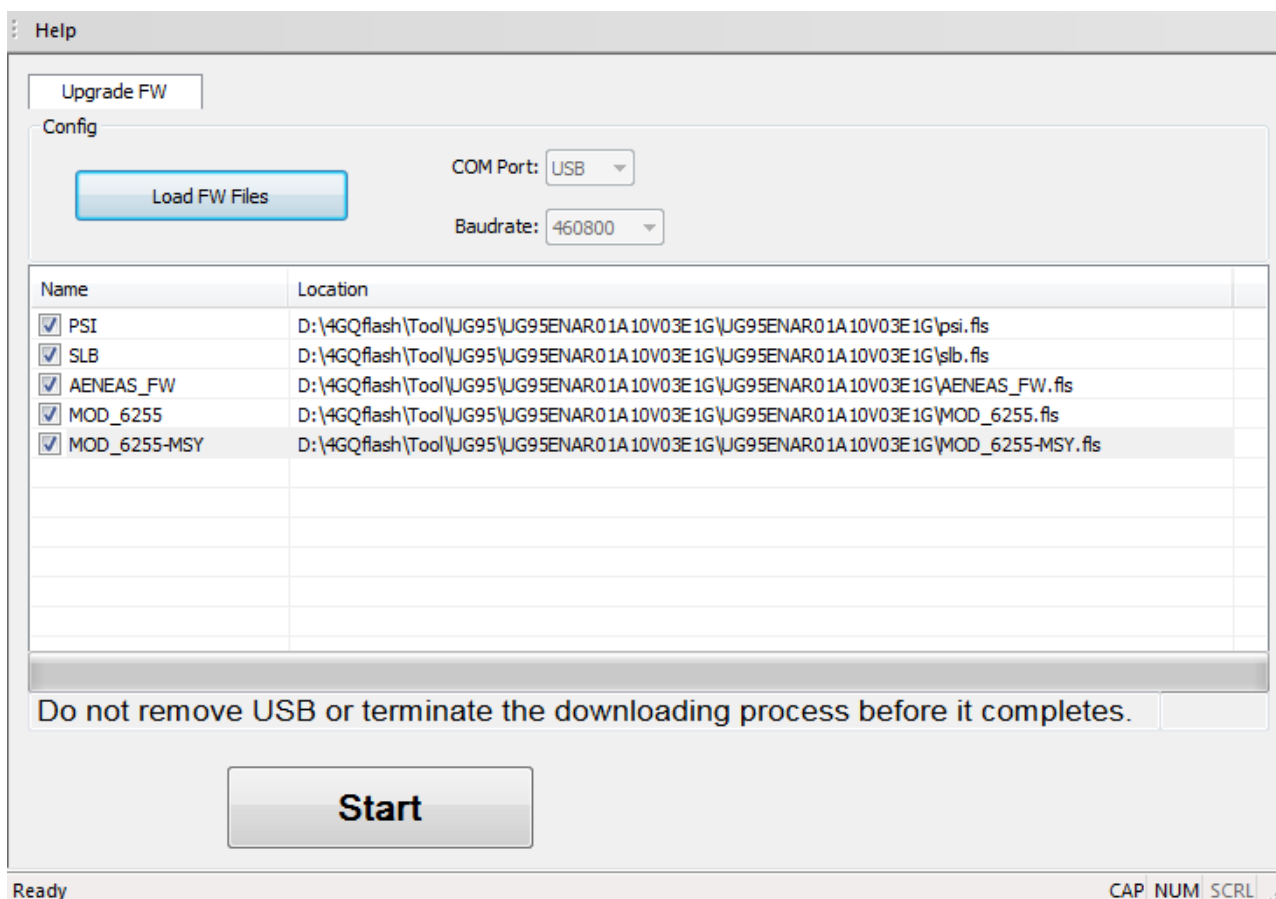 Help
Upgrade FW
Config
Load FW Files
COM Port: USB
Baudrate: 460800
Name Location
PSI D:\4GQflash\Tool\UG95\UG95ENAR01A10V03E1G\UG95ENAR01A10V03E1G\psi.fls
SLB D:\4GQflash\Tool\UG95\UG95ENAR01A10V03E1G\UG95ENAR01A10V03E1G\slb.fls
AENEAS_FW D:\4GQflash\Tool\UG95\UG95ENAR01A10V03E1G\UG95ENAR01A10V03E1G\AENEAS_FW.fls
MOD_6255 D:\4GQflash\Tool\UG95\UG95ENAR01A10V03E1G\UG95ENAR01A10V03E1G\MOD_6255.fls
MOD_6255-MSY D:\4GQflash\Tool\UG95\UG95ENAR01A10V03E1G\UG95ENAR01A10V03E1G\MOD_6255-MSY.fls
Do not remove USB or terminate the downloading process before it completes.
Start
Ready CAP NUM SCRL